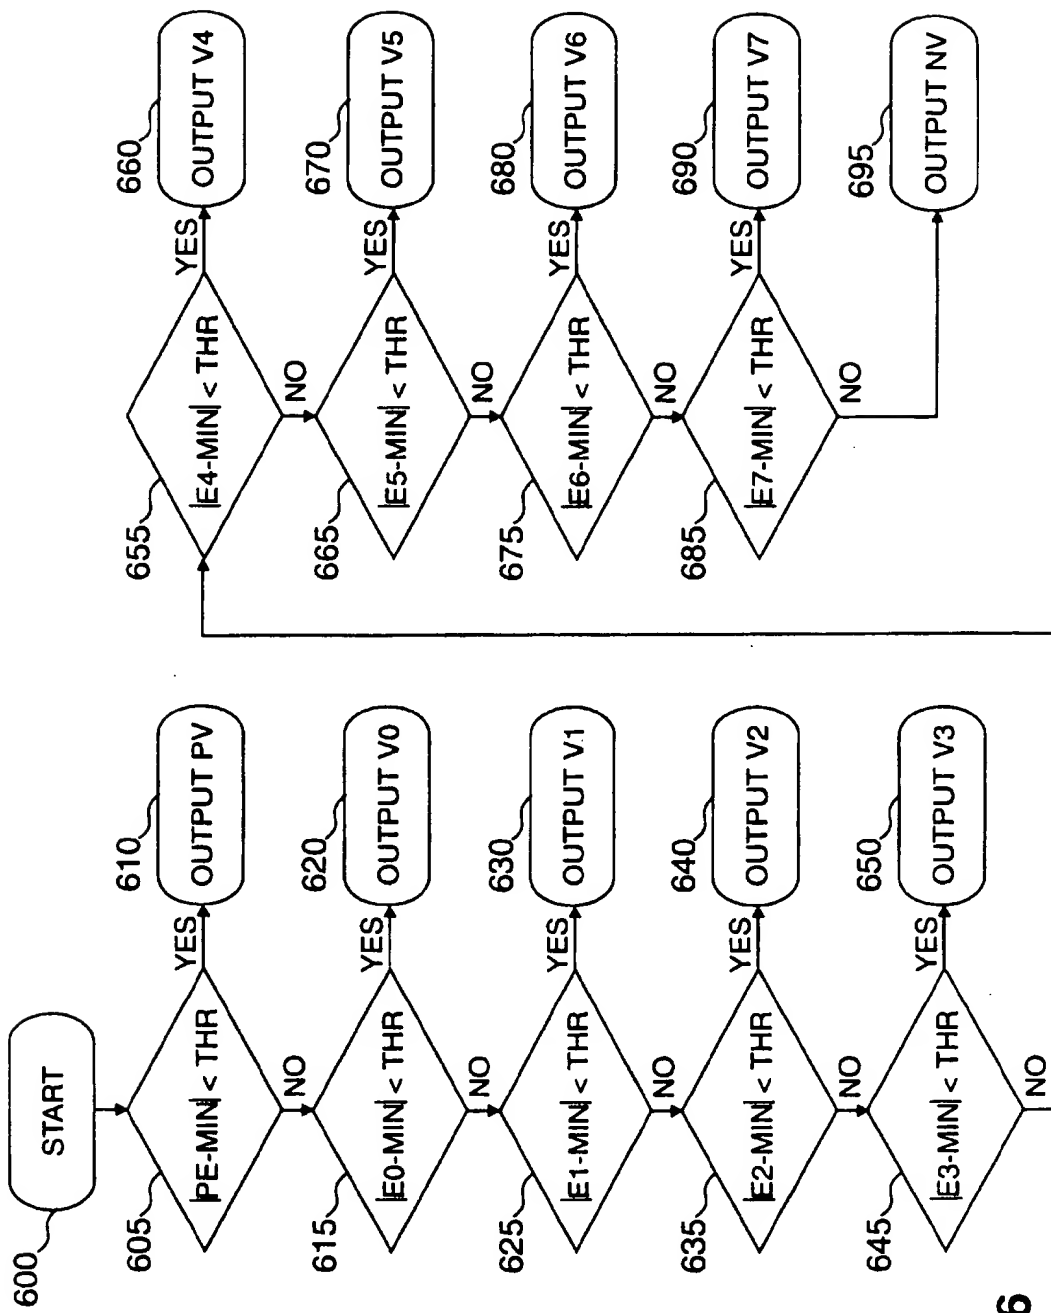 600
START
605
|PE-MIN| < THR
YES
610
OUTPUT PV
NO
615
|E0-MIN| < THR
YES
620
OUTPUT V0
NO
625
|E1-MIN| < THR
YES
630
OUTPUT V1
NO
635
|E2-MIN| < THR
YES
640
OUTPUT V2
NO
645
|E3-MIN| < THR
YES
650
OUTPUT V3
NO
655
|E4-MIN| < THR
YES
660
OUTPUT V4
NO
665
|E5-MIN| < THR
YES
670
OUTPUT V5
NO
675
|E6-MIN| < THR
YES
680
OUTPUT V6
NO
685
|E7-MIN| < THR
YES
690
OUTPUT V7
NO
695
OUTPUT NV
6